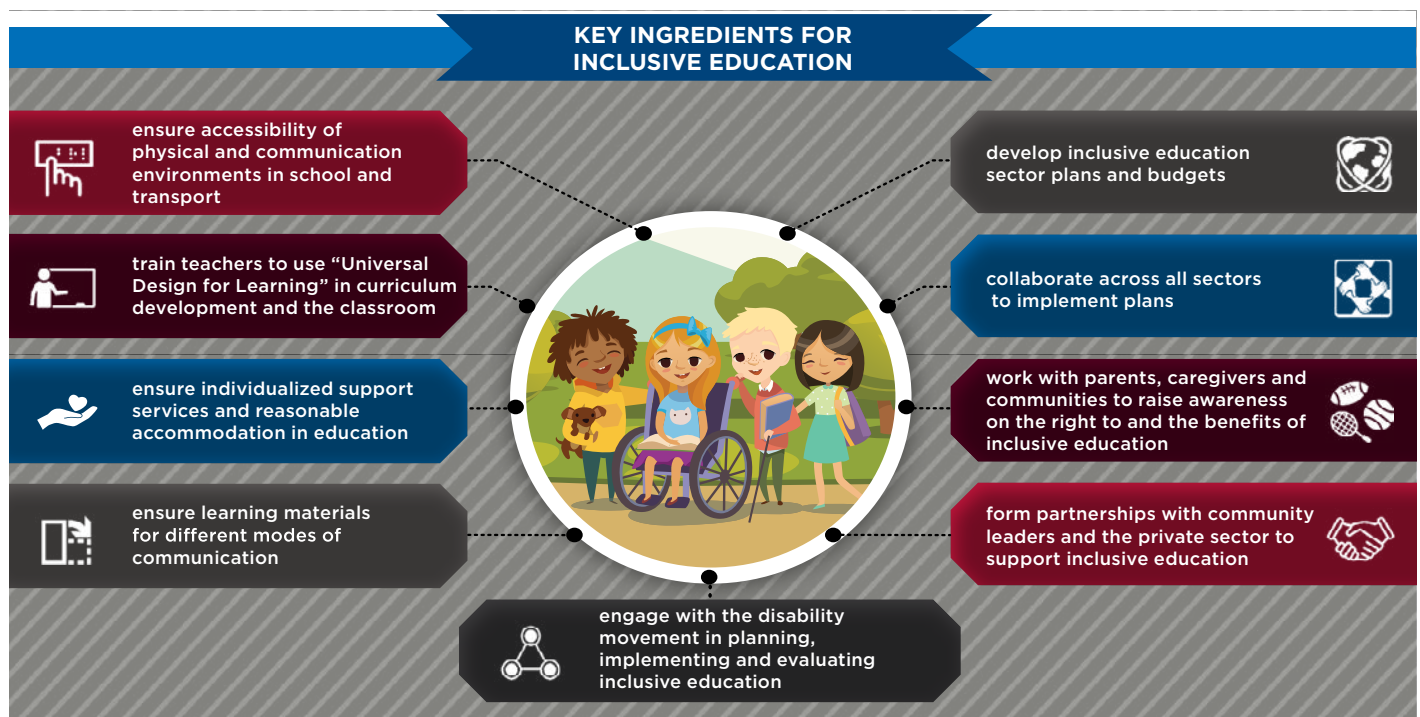 KEY INGREDIENTS FOR
INCLUSIVE EDUCATION
ensure accessibility of
physical and communication
environments in school and
transport
train teachers to use “Universal
Design for Learning” in curriculum
development and the classroom
ensure individualized support
services and reasonable
accommodation in education
ensure learning materials
for different modes of
communication
develop inclusive education
sector plans and budgets
collaborate across all sectors
to implement plans
work with parents, caregivers and
communities to raise awareness
on the right to and the benefits of
inclusive education
form partnerships with community
leaders and the private sector to
support inclusive education
engage with the disability
movement in planning,
implementing and evaluating
inclusive education